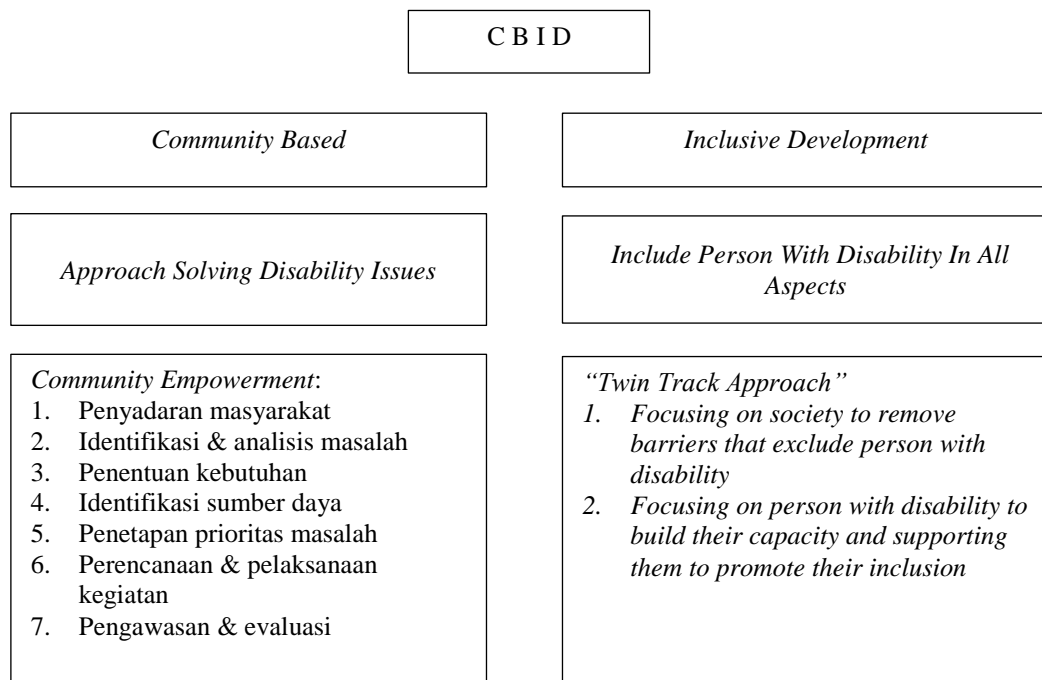 C B I D
Community Based
Approach Solving Disability Issues
Community Empowerment:
1. Penyadaran masyarakat
2. Identifikasi & analisis masalah
3. Penentuan kebutuhan
4. Identifikasi sumber daya
5. Penetapan prioritas masalah
6. Perencanaan & pelaksanaan
kegiatan
7. Pengawasan & evaluasi
Inclusive Development
Include Person With Disability In All
Aspects
“Twin Track Approach”
1. Focusing on society to remove
barriers that exclude person with
disability
2. Focusing on person with disability to
build their capacity and supporting
them to promote their inclusion